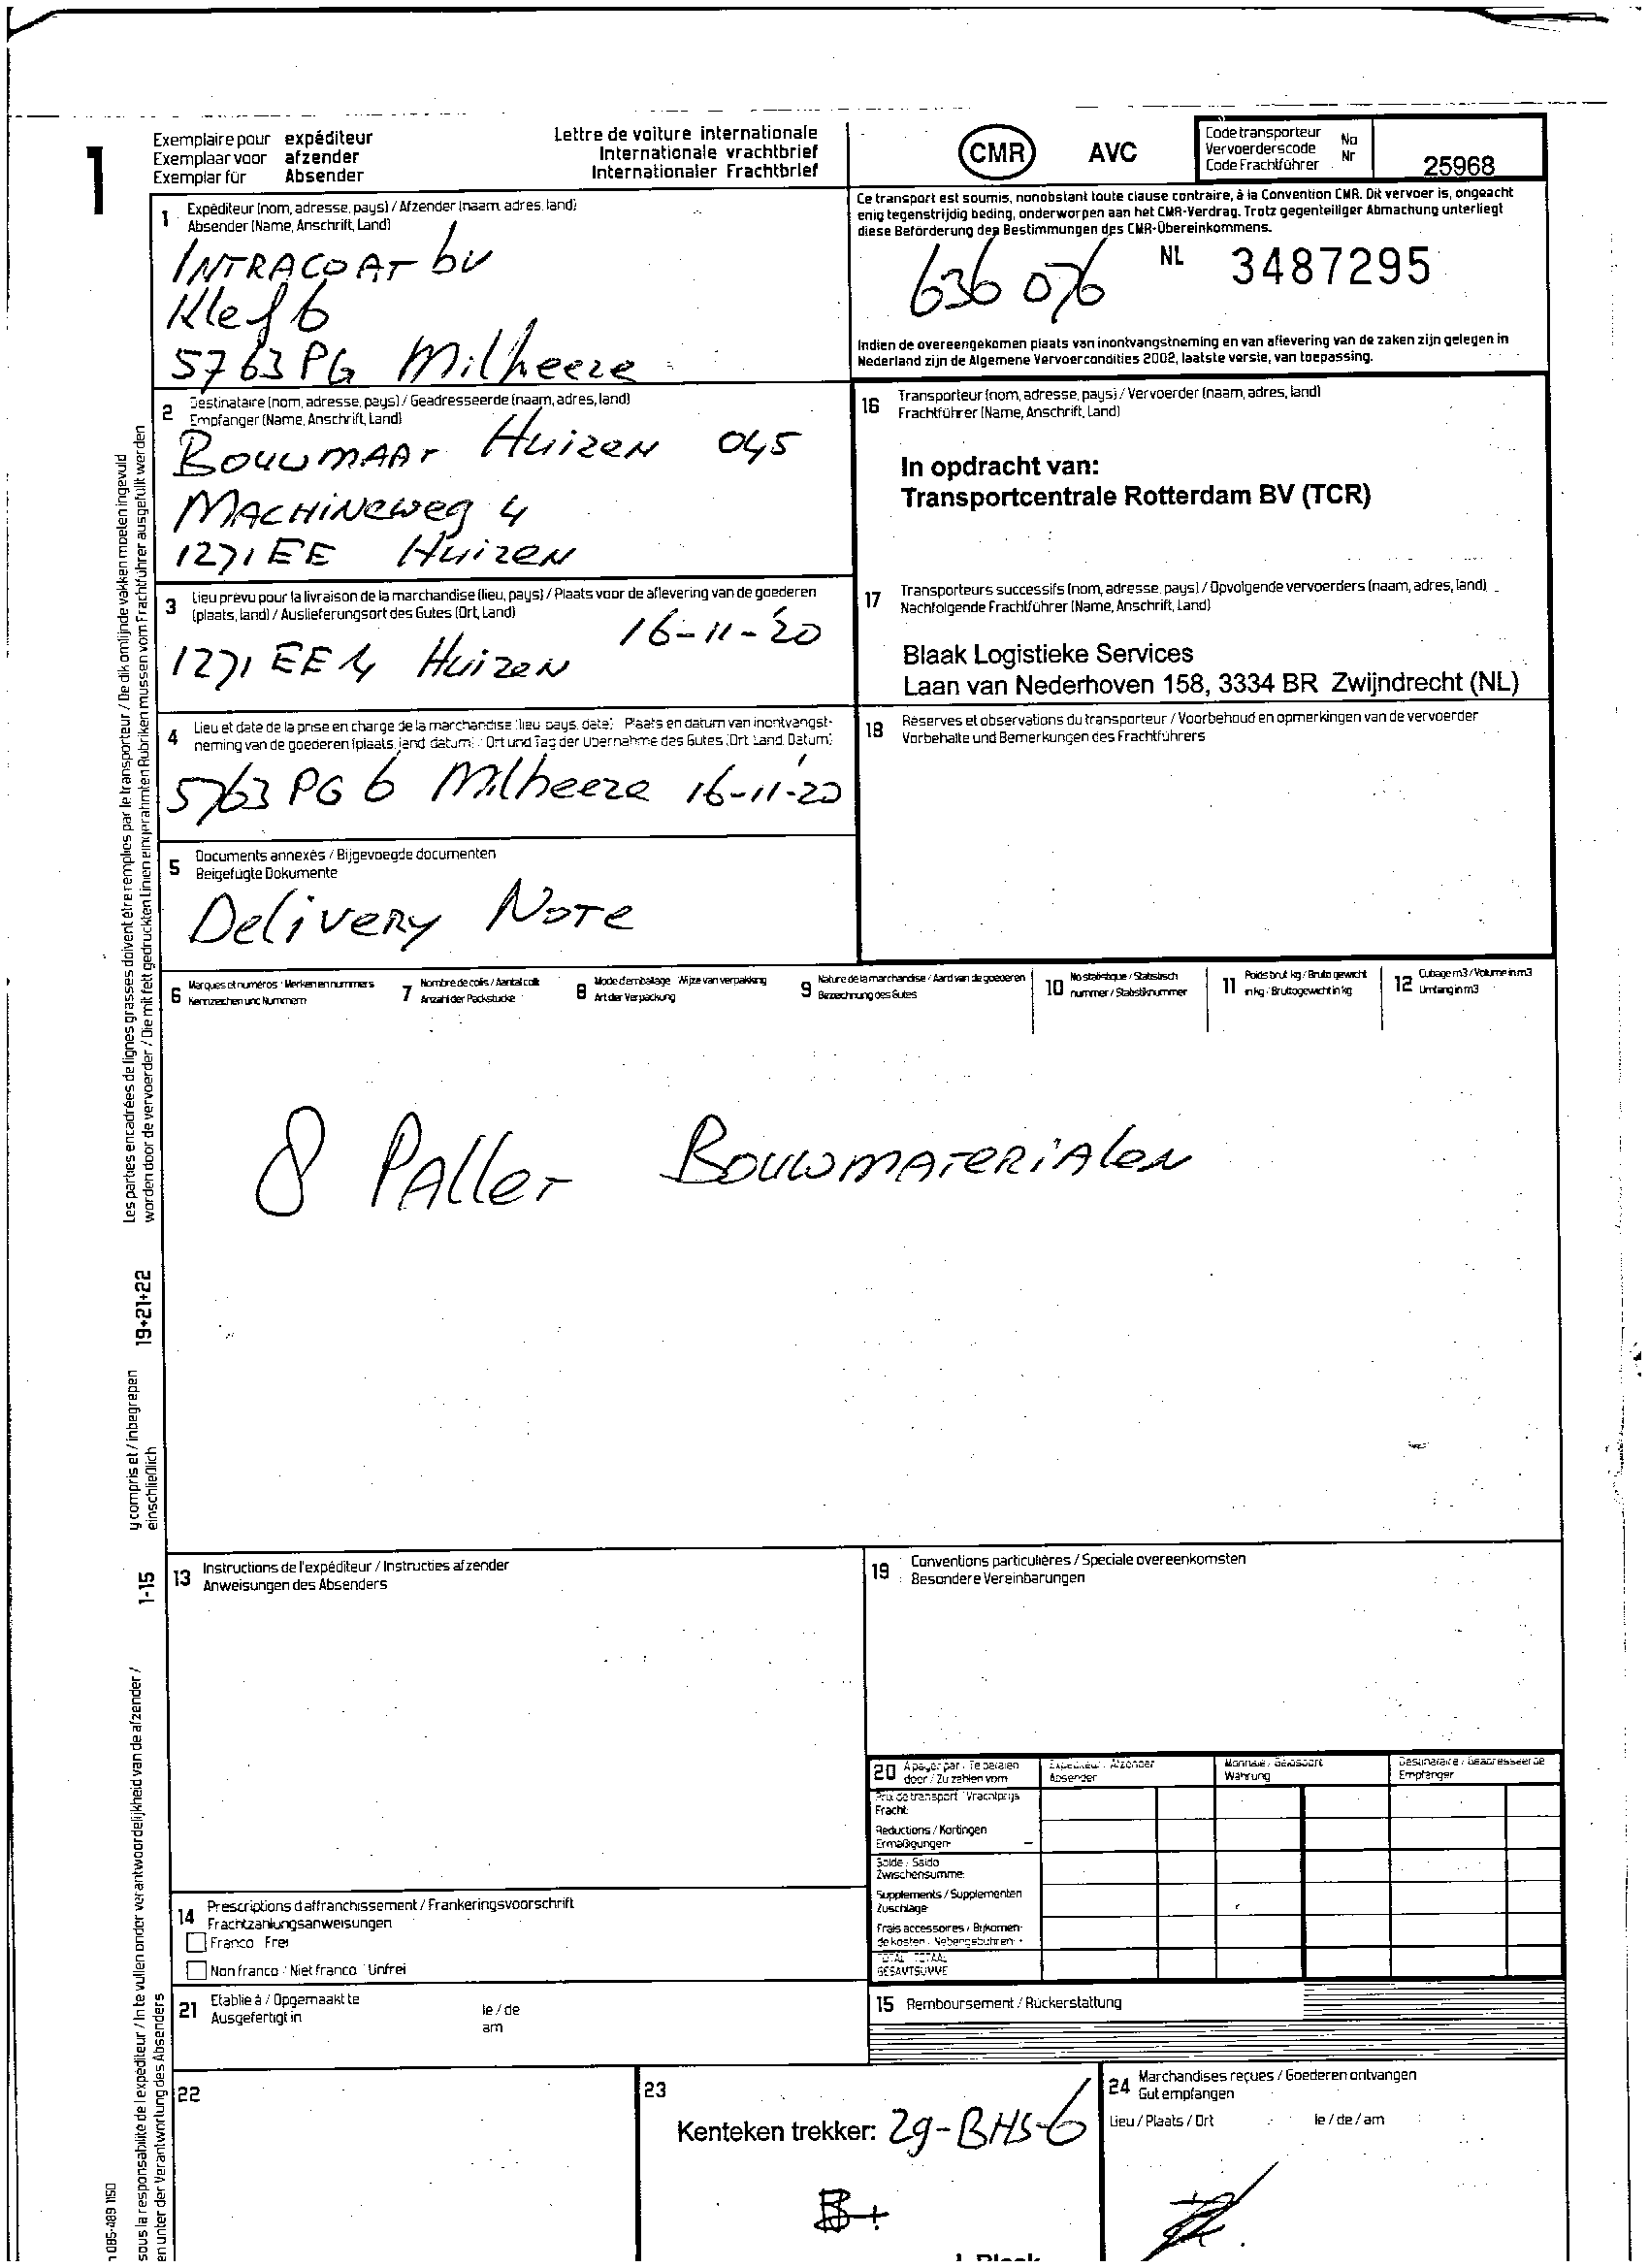 1
Exemplaire pour expéditeur
Exemplaar voor afzender
Exemplar für Absender
Lettre de voiture internationale
Internationale vrachtbrief
Internationaler Frachtbrief
CMR AVC
Code transporteur
Vervoerderscode
Code Frachtführer
No
Nr
25968
1 Expéditeur (nom, adresse, pays) / Afzender (naam, adres, land)
Absender (Name, Anschrift, Land)
INTRACOAT bv
Klef 6
5763 PG Milheeze
Ce transport est soumis, nonobstant toute clause contraire, à la Convention CMR. Dit vervoer is, ongeacht
enig tegenstrijdig beding, onderworpen aan het CMR-Verdrag. Trotz gegenteiliger Abmachung unterliegt
diese Beförderung den Bestimmungen des CMR-Übereinkommens.
636 076
NL 3487295
Indien de overeengekomen plaats van inontvangstneming en van aflevering van de zaken zijn gelegen in
Nederland zijn de Algemene Vervoercondities 2002, laatste versie, van toepassing.
2 Destinataire (nom, adresse, pays) / Geadresseerde (naam, adres, land)
Empfänger (Name, Anschrift, Land)
BOUWMAAT Huizen 045
MACHINEweg 4
1271 EE Huizen
16 Transporteur (nom, adresse, pays) / Vervoerder (naam, adres, land)
Frachtführer (Name, Anschrift, Land)
In opdracht van:
Transportcentrale Rotterdam BV (TCR)
3 Lieu prévu pour la livraison de la marchandise (lieu, pays) / Plaats voor de aflevering van de goederen
(plaats, land) / Auslieferungsort des Gutes (Ort, Land)
16-11-20
1271 EE 4 Huizen
17 Transporteurs successifs (nom, adresse, pays) / Opvolgende vervoerders (naam, adres, land)
Nachfolgende Frachtführer (Name, Anschrift, Land)
Blaak Logistieke Services
Laan van Nederhoven 158, 3334 BR Zwijndrecht (NL)
4 Lieu et date de la prise en charge de la marchandise (lieu, pays, date) Plaats en datum van inontvangst-
neming van de goederen (plaats, land, datum) / Ort und Tag der Übernahme des Gutes (Ort, Land, Datum)
5763 PG 6 Milheeze 16-11-20
18 Réserves et observations du transporteur / Voorbehoud en opmerkingen van de vervoerder
Vorbehalte und Bemerkungen des Frachtführers
5 Documents annexés / Bijgevoegde documenten
Beigefügte Dokumente
Delivery Note
6 Marques et numéros / Merken en nummers
Kennzeichen und Nummern
7 Nombre de colis / Aantal colli
Anzahl der Packstücke
8 Mode d'emballage / Wijze van verpakking
Art der Verpackung
9 Nature de la marchandise / Aard van de goederen
Bezeichnung des Gutes
10 No statistique / Statistisch
nummer / Statistiknummer
11 Poids brut kg / Bruto gewicht
in kg / Bruttogewicht in kg
12 Cubage m3 / Volume in m3
Umfang in m3
8 PALLET BOUWMATERIALEN
Les parties encadrées de lignes grasses doivent être remplies par le transporteur / De dik omlijnde vakken moeten ingevuld
worden door de vervoerder / Die mit fett gedruckten Linien eingerahmten Rubriken müssen vom Frachtführer ausgefüllt werden
19+21+22
y compris et / inbegrepen
einschließlich
1-15
sous la responsabilité de l'expéditeur / In te vullen onder verantwoordelijkheid van de afzender /
en unter der Verantwortung des Absenders
085-489 1150
13 Instructions de l'expéditeur / Instructies afzender
Anweisungen des Absenders
19 Conventions particulières / Speciale overeenkomsten
Besondere Vereinbarungen
20 A payer par / Te betalen
door / Zu zahlen vom
Expéditeur / Afzender
Absender
Monnaie / Geldsoort
Währung
Destinataire / Geadresseerde
Empfänger
Prix de transport / Vrachtprijs
Fracht
Reductions / Kortingen
Ermäßigungen -
Solde / Saldo
Zwischensumme
Suppléments / Supplementen
Zuschläge
Frais accessoires / Bijkomen-
de kosten / Nebengebühren +
TOTAL TOTAAL
GESAMTSUMME
14 Prescriptions d'affranchissement / Frankeringsvoorschrift
Frachtzahlungsanweisungen
Franco Frei
Non franco / Niet franco / Unfrei
21 Etablie à / Opgemaakt te
Ausgefertigt in
le / de
am
15 Remboursement / Rückerstattung
22
23
Kenteken trekker: 29-BHS-6
24 Marchandises reçues / Goederen ontvangen
Gut empfangen
Lieu / Plaats / Ort le / de / am